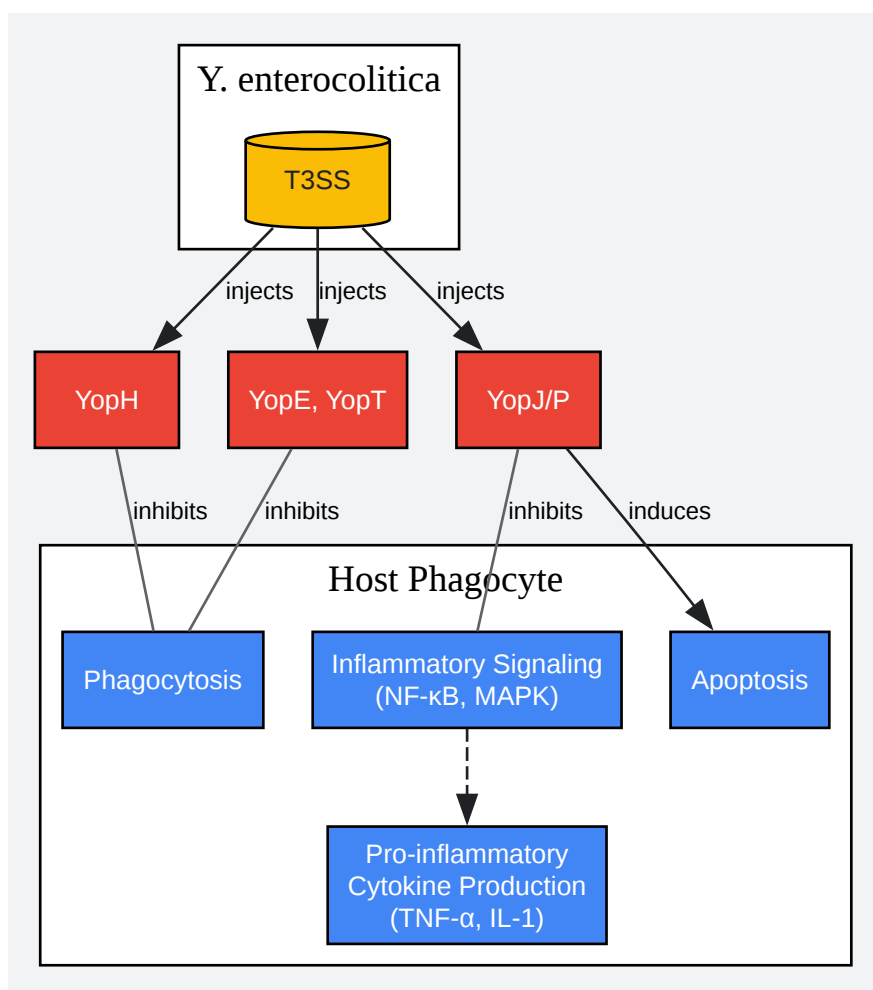 Y. enterocolitica
T3SS
injects
injects
injects
YopH
YopE, YopT
YopJ/P
inhibits
inhibits
inhibits
induces
Host Phagocyte
Phagocytosis
Inflammatory Signaling
(NF-κB, MAPK)
Apoptosis
Pro-inflammatory
Cytokine Production
(TNF-α, IL-1)